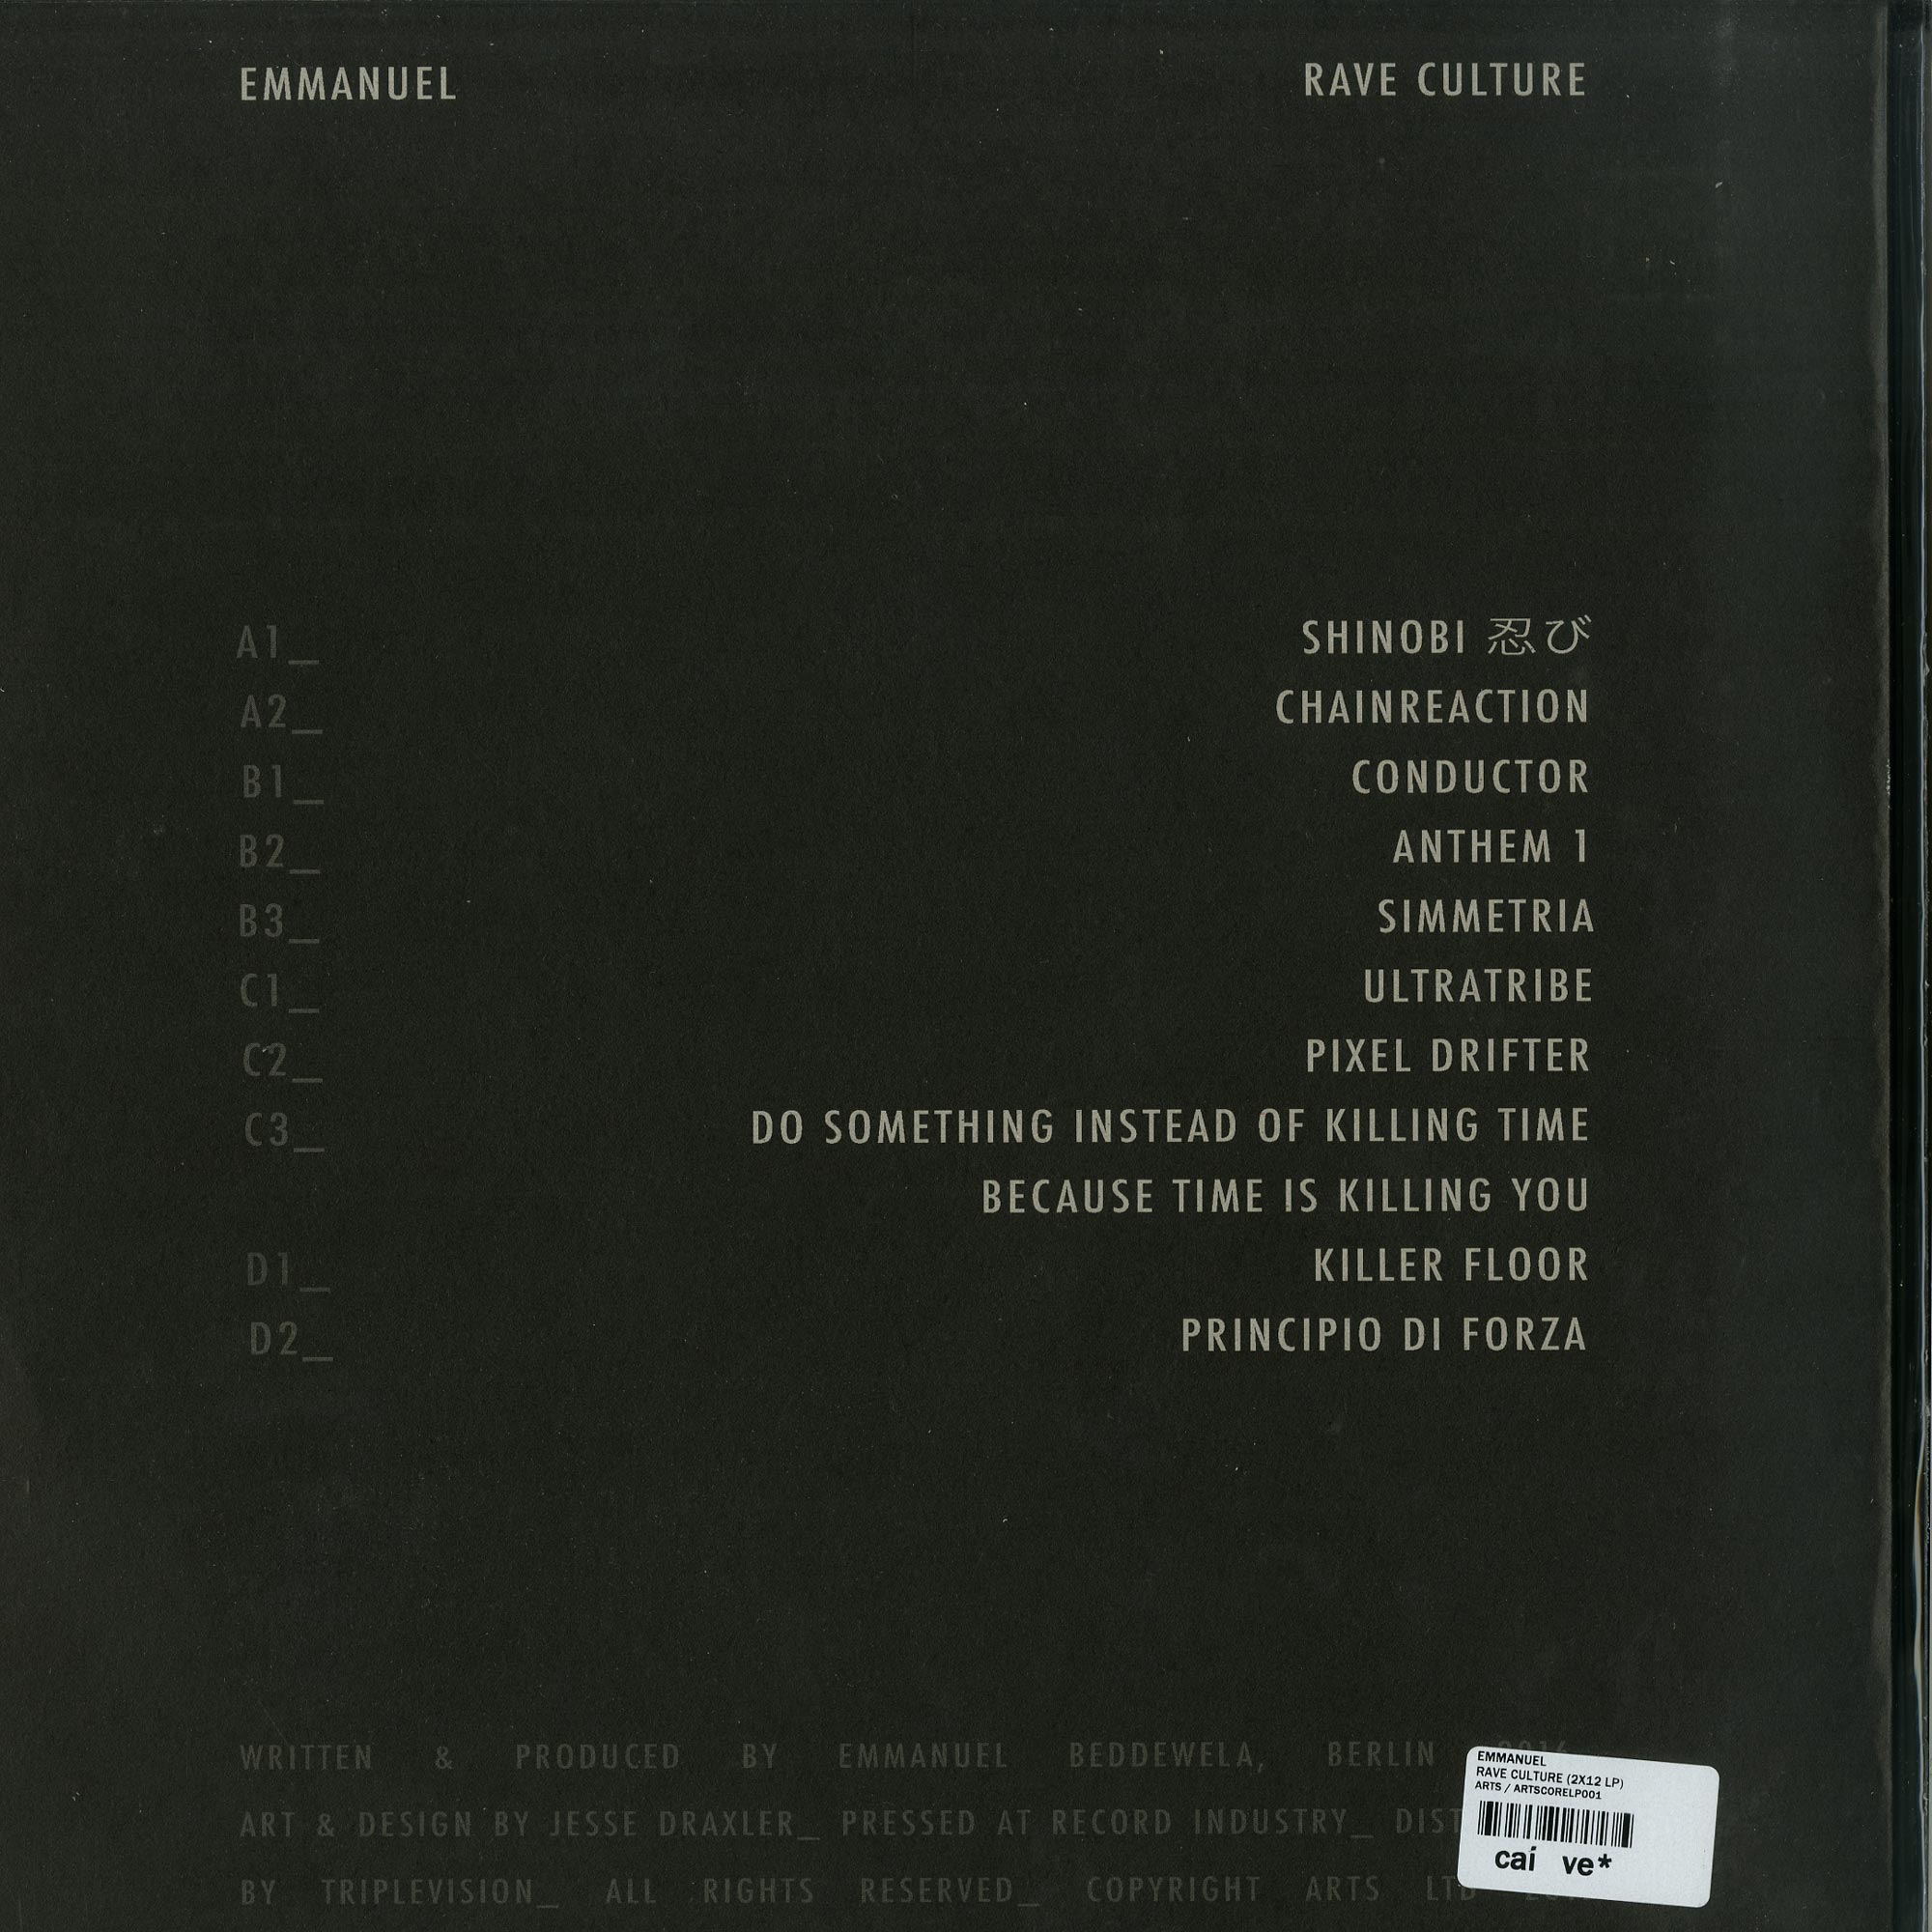 EMMANUEL RAVE CULTURE
A1_ SHINOBI 忍び
A2_ CHAINREACTION
B1_ CONDUCTOR
B2_ ANTHEM 1
B3_ SIMMETRIA
C1_ ULTRATRIBE
C2_ PIXEL DRIFTER
C3_ DO SOMETHING INSTEAD OF KILLING TIME
BECAUSE TIME IS KILLING YOU
D1_ KILLER FLOOR
D2_ PRINCIPIO DI FORZA
WRITTEN & PRODUCED BY EMMANUEL BEDDEWELA, BERLIN 2016
ART & DESIGN BY JESSE DRAXLER_ PRESSED AT RECORD INDUSTRY_
BY TRIPLEVISION_ ALL RIGHTS RESERVED_ COPYRIGHT ARTS LTD
EMMANUEL
RAVE CULTURE (2X12 LP)
ARTS / ARTSCORELP001
caí ve*